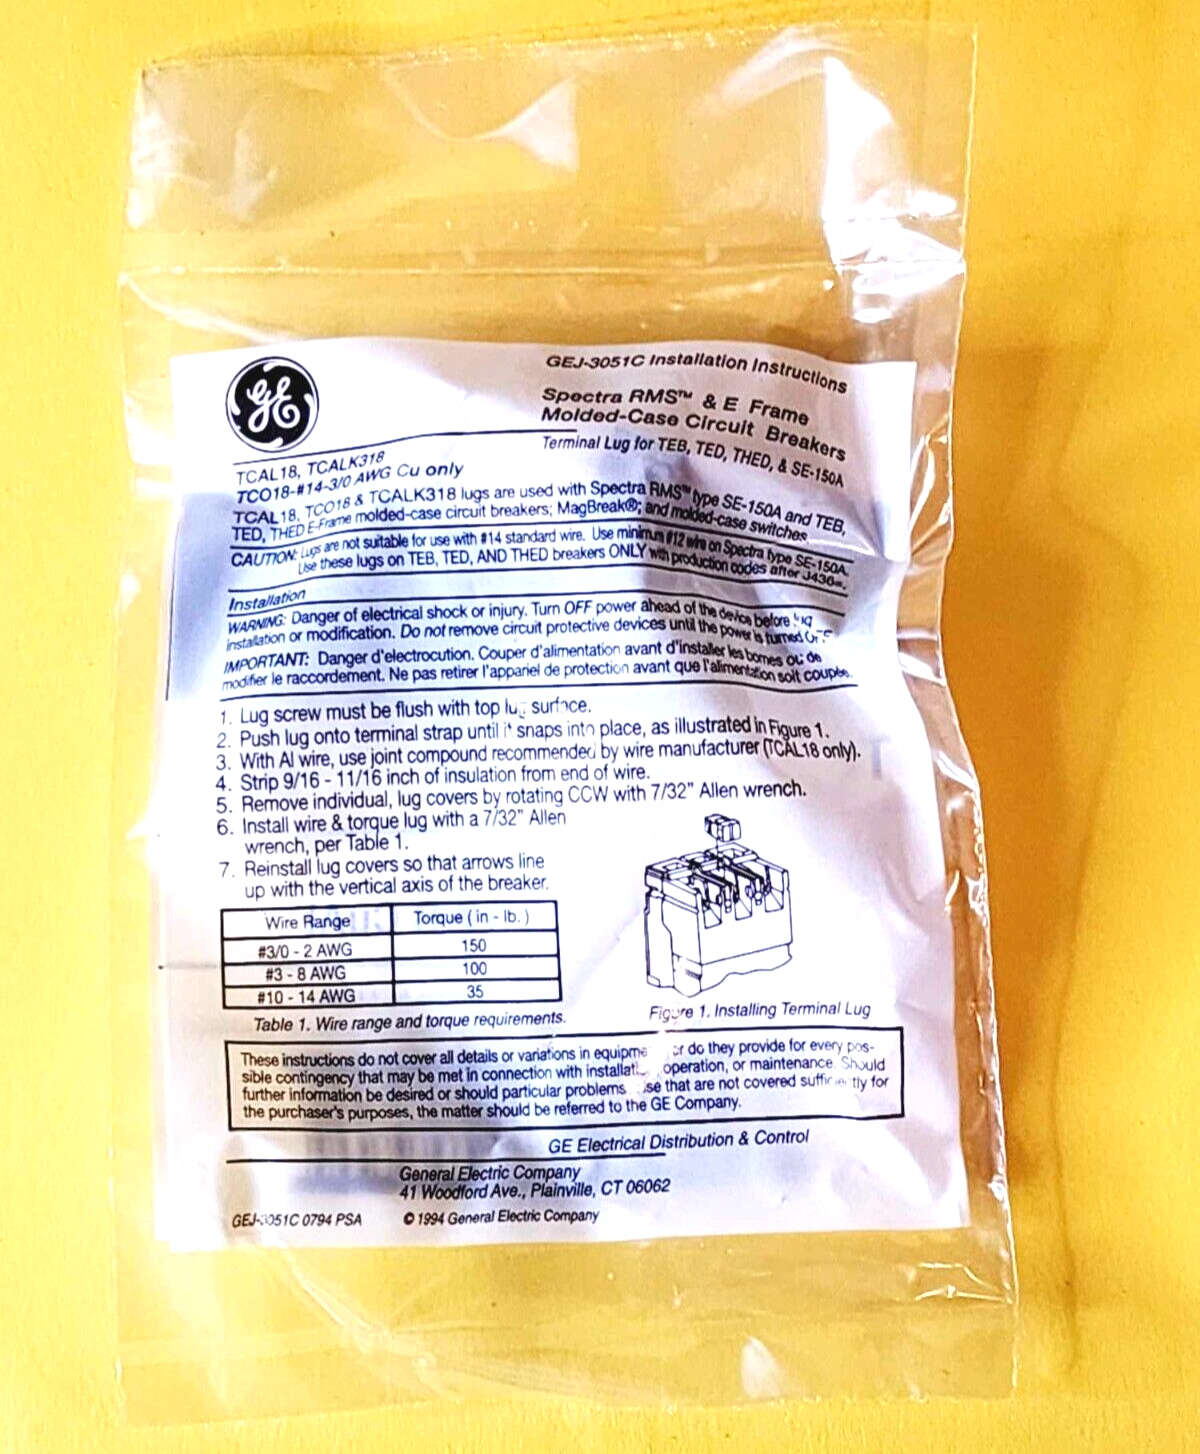 GE
GEJ-3051C Installation Instructions
Spectra RMS™ & E Frame
Molded-Case Circuit Breakers
Terminal Lug for TEB, TED, THED, & SE-150A
TCAL18, TCALK318
TCO18-#14-3/0 AWG Cu only
TCAL18, TCO18 & TCALK318 lugs are used with Spectra RMS™ type SE-150A and TEB,
TED, THED E-Frame molded-case circuit breakers; MagBreak®; and molded-case switches
CAUTION: Lugs are not suitable for use with #14 standard wire. Use minimum #12 wire on Spectra type SE-150A.
Use these lugs on TEB, TED, AND THED breakers ONLY with production codes after J436
Installation
WARNING: Danger of electrical shock or injury. Turn OFF power ahead of the device before lug
installation or modification. Do not remove circuit protective devices until the power is turned OFF
IMPORTANT: Danger d'electrocution. Couper d'alimentation avant d'installer les bornes ou de
modifier le raccordement. Ne pas retirer l'appariel de protection avant que l'alimentation soit coupée.
1. Lug screw must be flush with top lug surface.
2. Push lug onto terminal strap until it snaps into place, as illustrated in Figure 1.
3. With Al wire, use joint compound recommended by wire manufacturer (TCAL18 only).
4. Strip 9/16 - 11/16 inch of insulation from end of wire.
5. Remove individual, lug covers by rotating CCW with 7/32" Allen wrench.
6. Install wire & torque lug with a 7/32" Allen
wrench, per Table 1.
7. Reinstall lug covers so that arrows line
up with the vertical axis of the breaker.
Wire Range Torque ( in - lb. )
#3/0 - 2 AWG 150
#3 - 8 AWG 100
#10 - 14 AWG 35
Table 1. Wire range and torque requirements.
Figure 1. Installing Terminal Lug
These instructions do not cover all details or variations in equipme or do they provide for every pos-
sible contingency that may be met in connection with installati operation, or maintenance. Should
further information be desired or should particular problems that are not covered sufficiently for
the purchaser's purposes, the matter should be referred to the GE Company.
GE Electrical Distribution & Control
General Electric Company
41 Woodford Ave., Plainville, CT 06062
GEJ-3051C 0794 PSA © 1994 General Electric Company